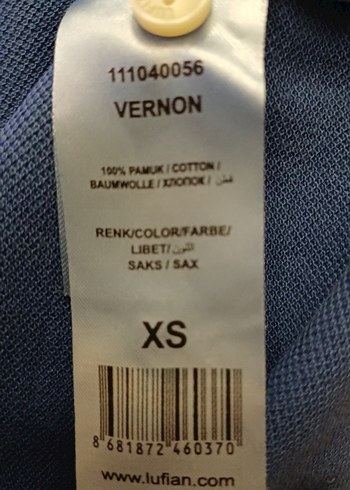 111040056
VERNON
100% PAMUK / COTTON /
BAUMWOLLE / ХЛОПОК / قطن
RENK/COLOR/FARBE/
LIBET/اللون
SAKS / SAX
XS
8 681872 460370
www.lufian.com